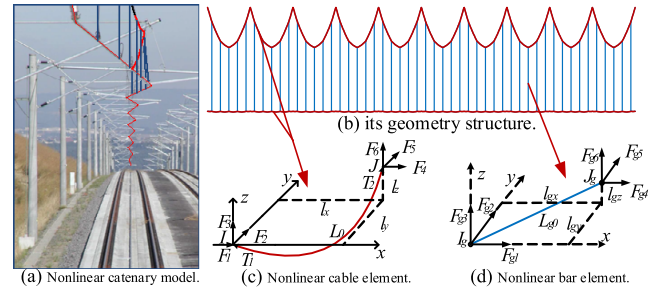 (b) its geometry structure.
F6
F5
J
F4
T2
y
z
lz
lx
F3
ly
I
F2
L0
F1
T1
x
Fg6
Fg5
Jg
Fg4
z
y
lgx
lgz
Fg3
Fg2
lgy
Lg0
Ig
Fg1
x
(a) Nonlinear catenary model.
(c) Nonlinear cable element.
(d) Nonlinear bar element.